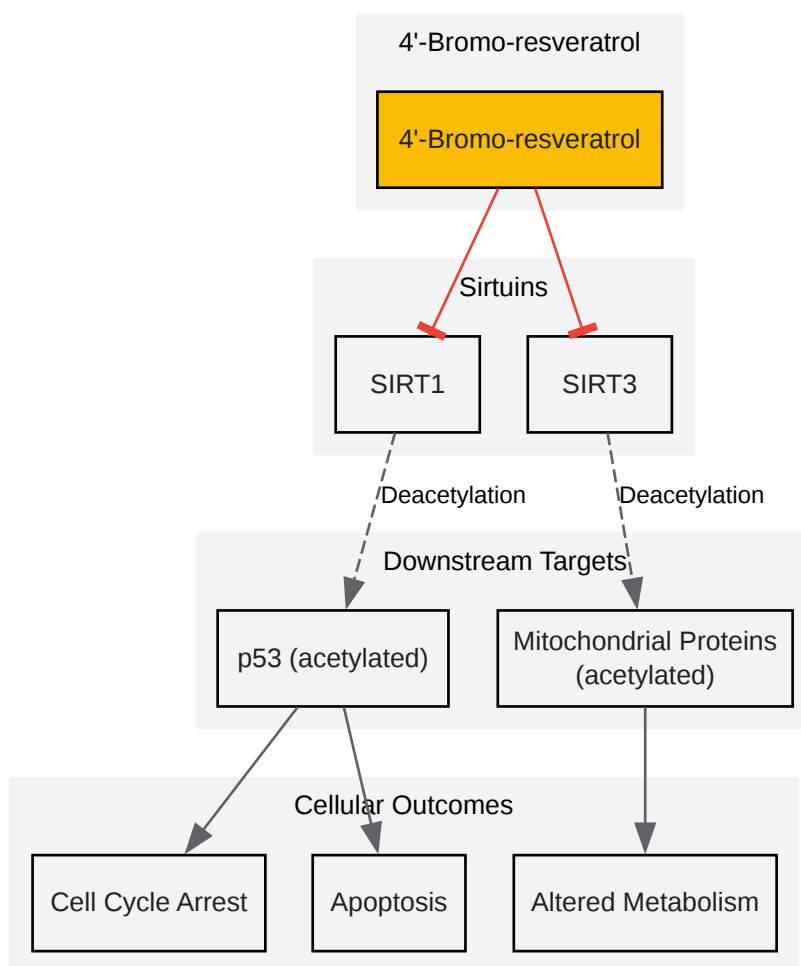 4'-Bromo-resveratrol
4'-Bromo-resveratrol
Sirtuins
SIRT1
SIRT3
Deacetylation
Deacetylation
Downstream Targets
p53 (acetylated)
Mitochondrial Proteins
(acetylated)
Cellular Outcomes
Cell Cycle Arrest
Apoptosis
Altered Metabolism